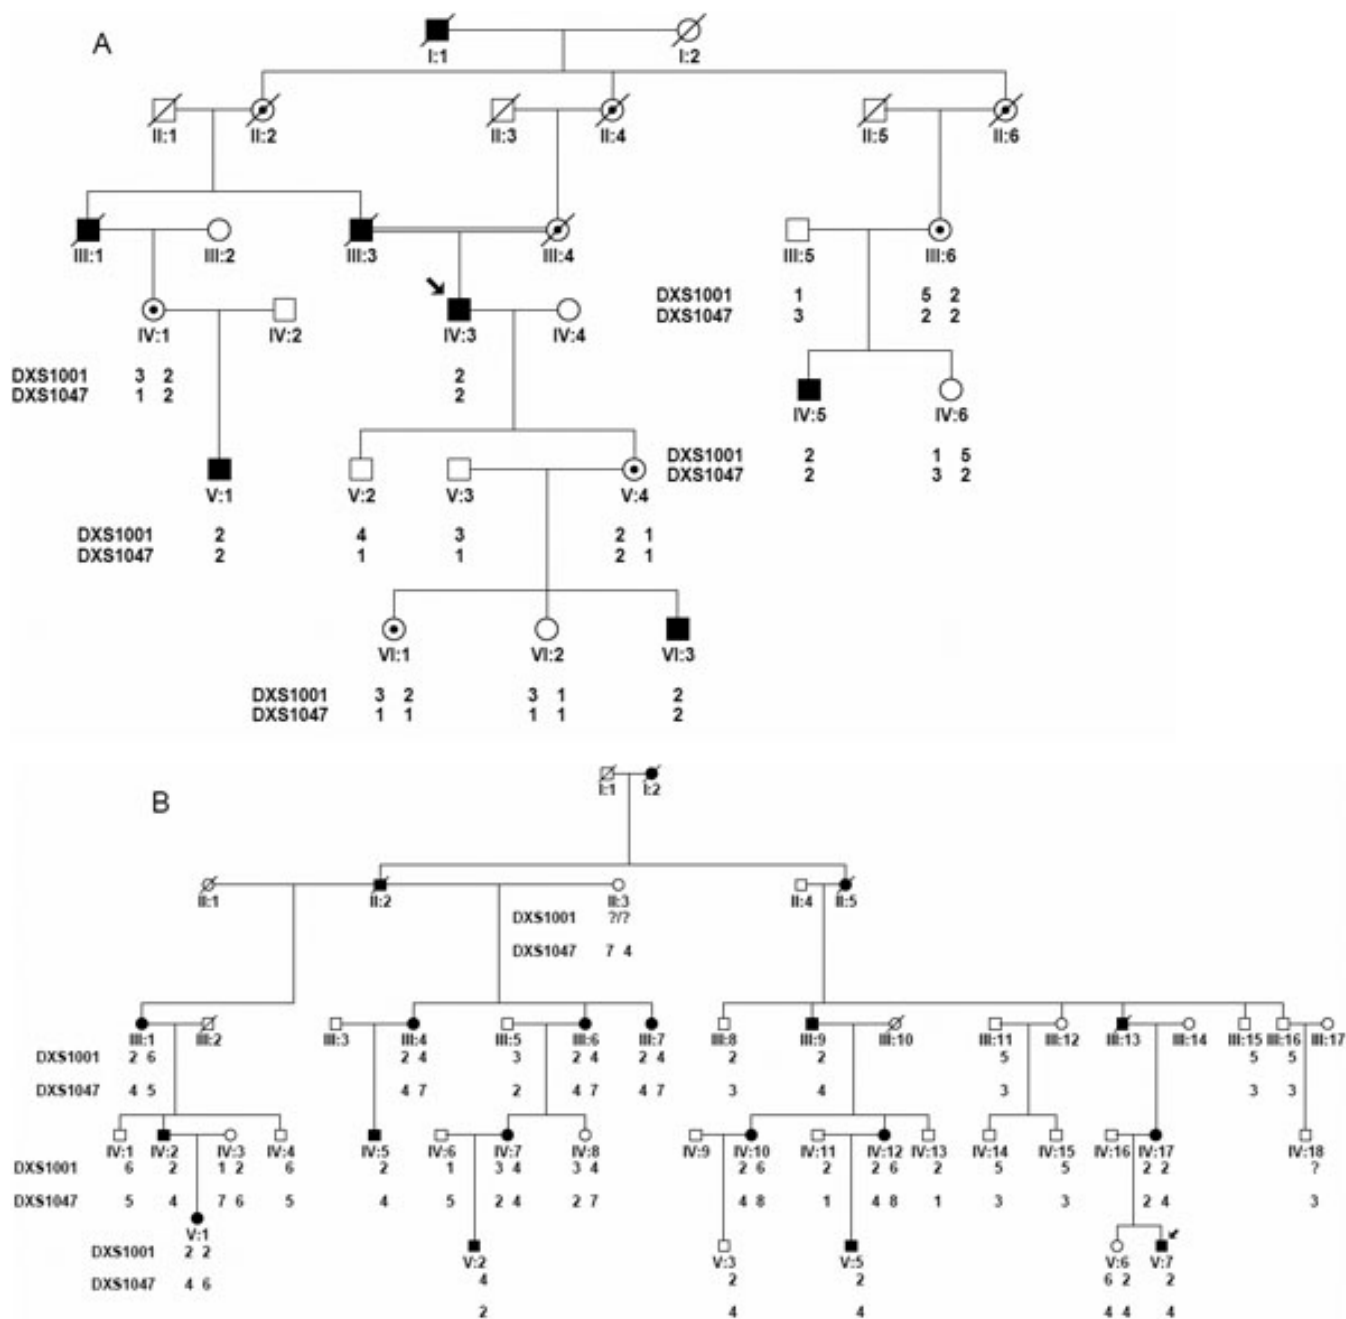 A
I:1 I:2
II:1 II:2 II:3 II:4 II:5 II:6
III:1 III:2 III:3 III:4 III:5 III:6
DXS1001 1 5 2
DXS1047 3 2 2
IV:1 IV:2 IV:3 IV:4
DXS1001 3 2 2
DXS1047 1 2 2
IV:5 IV:6
DXS1001 2 1 5
DXS1047 2 3 2
V:1 V:2 V:3 V:4
DXS1001 2 4 3 2 1
DXS1047 2 1 1 2 1
VI:1 VI:2 VI:3
DXS1001 3 2 3 1 2
DXS1047 1 1 1 1 2
B
I:1 I:2
II:1 II:2 II:3 II:4 II:5
DXS1001 ?/?
DXS1047 7 4
III:1 III:2 III:3 III:4 III:5 III:6 III:7 III:8 III:9 III:10 III:11 III:12 III:13 III:14 III:15 III:16 III:17
DXS1001 2 6 2 4 3 2 4 2 4 2 2 5 5 5
DXS1047 4 5 4 7 2 4 7 4 7 3 4 3 3 3
IV:1 IV:2 IV:3 IV:4 IV:5 IV:6 IV:7 IV:8 IV:9 IV:10 IV:11 IV:12 IV:13 IV:14 IV:15 IV:16 IV:17 IV:18
DXS1001 6 2 1 2 6 2 1 3 4 3 4 2 6 2 2 6 2 5 5 2 2 ?
DXS1047 5 4 7 6 5 4 5 2 4 2 7 4 8 1 4 8 1 3 3 2 4 3
V:1 V:2 V:3 V:5 V:6 V:7
DXS1001 2 2 4 2 2 6 2 2
DXS1047 4 6 2 4 4 4 4 4